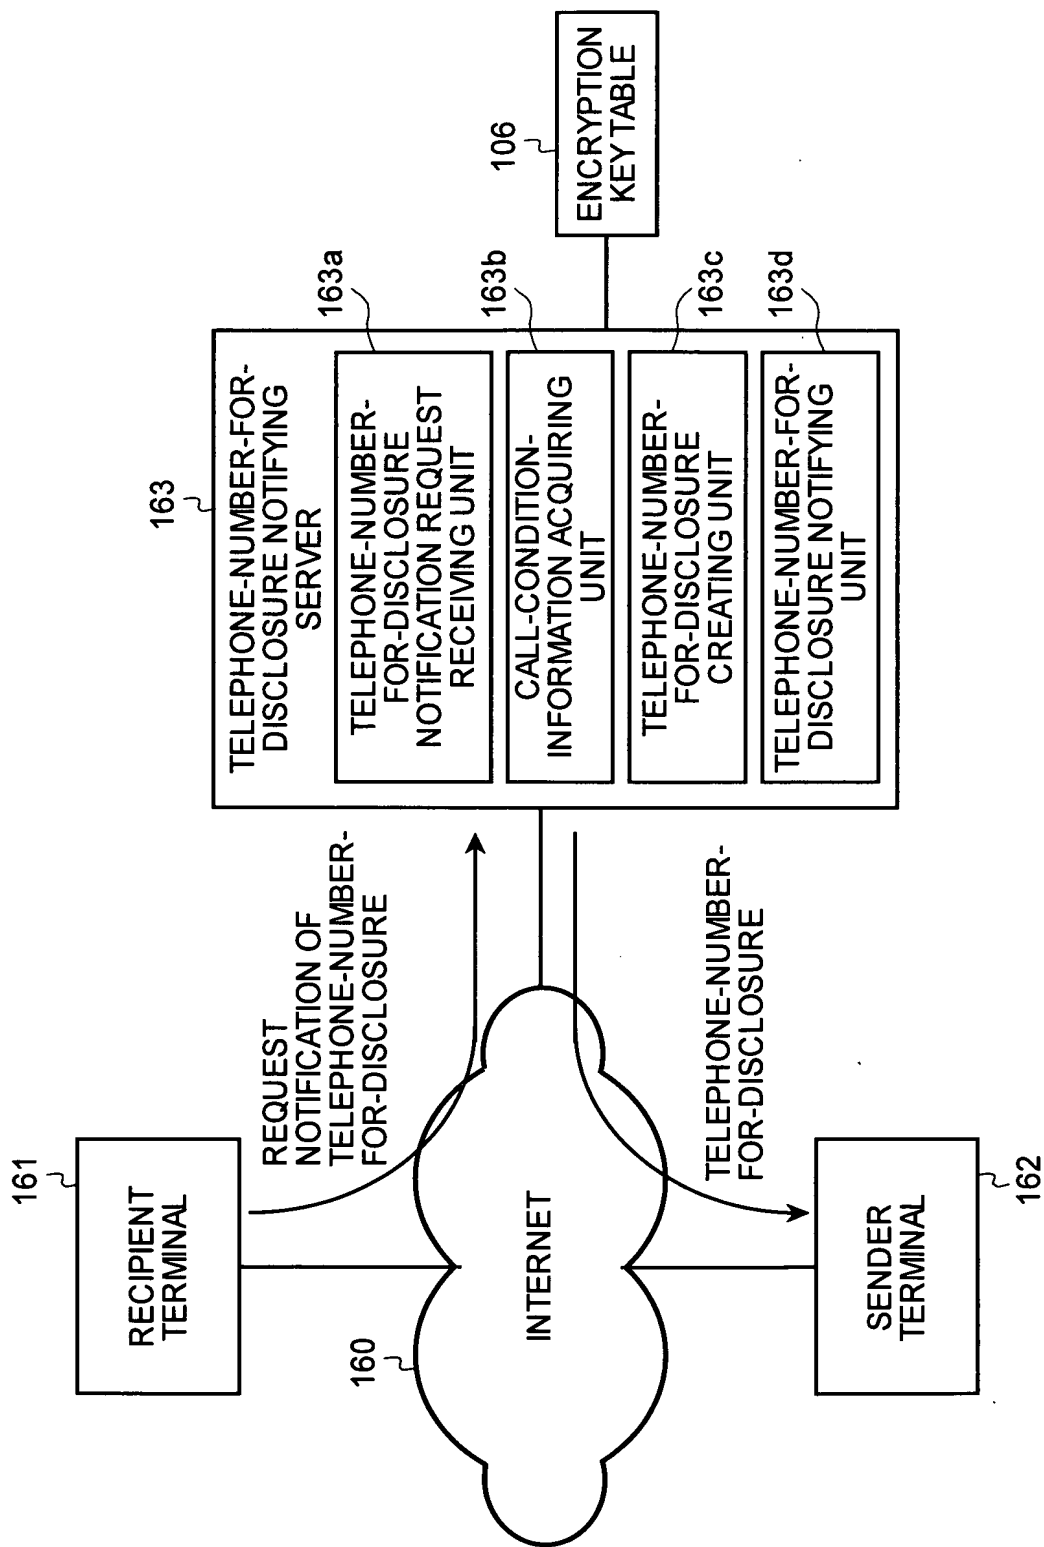 161
RECIPIENT
TERMINAL
REQUEST
NOTIFICATION OF
TELEPHONE-NUMBER-
FOR-DISCLOSURE
160
INTERNET
TELEPHONE-NUMBER-
FOR-DISCLOSURE
SENDER
TERMINAL
162
163
TELEPHONE-NUMBER-FOR-
DISCLOSURE NOTIFYING
SERVER
163a
TELEPHONE-NUMBER-
FOR-DISCLOSURE
NOTIFICATION REQUEST
RECEIVING UNIT
163b
CALL-CONDITION-
INFORMATION ACQUIRING
UNIT
163c
TELEPHONE-NUMBER-
FOR-DISCLOSURE
CREATING UNIT
163d
TELEPHONE-NUMBER-FOR-
DISCLOSURE NOTIFYING
UNIT
106
ENCRYPTION
KEY TABLE